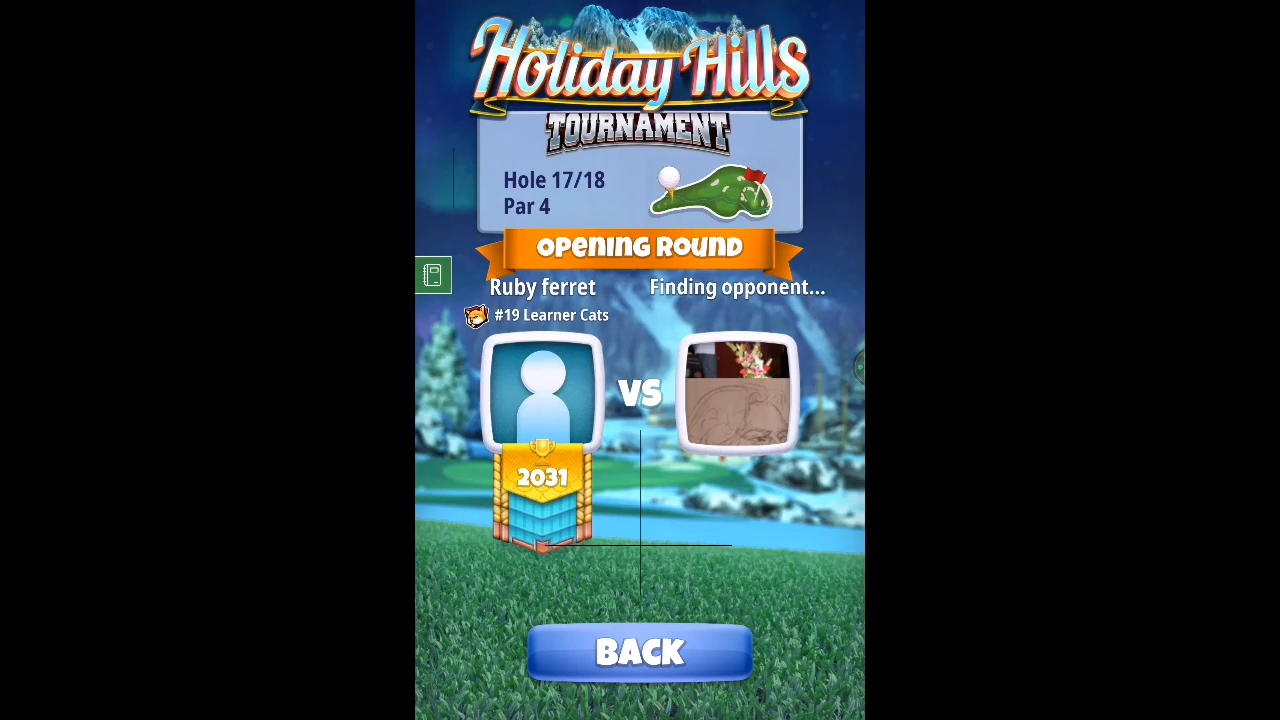 Holiday Hills
TOURNAMENT
Hole 17/18
Par 4
OPENING ROUND
Ruby ferret
Finding opponent...
#19 Learner Cats
VS
2031
BACK